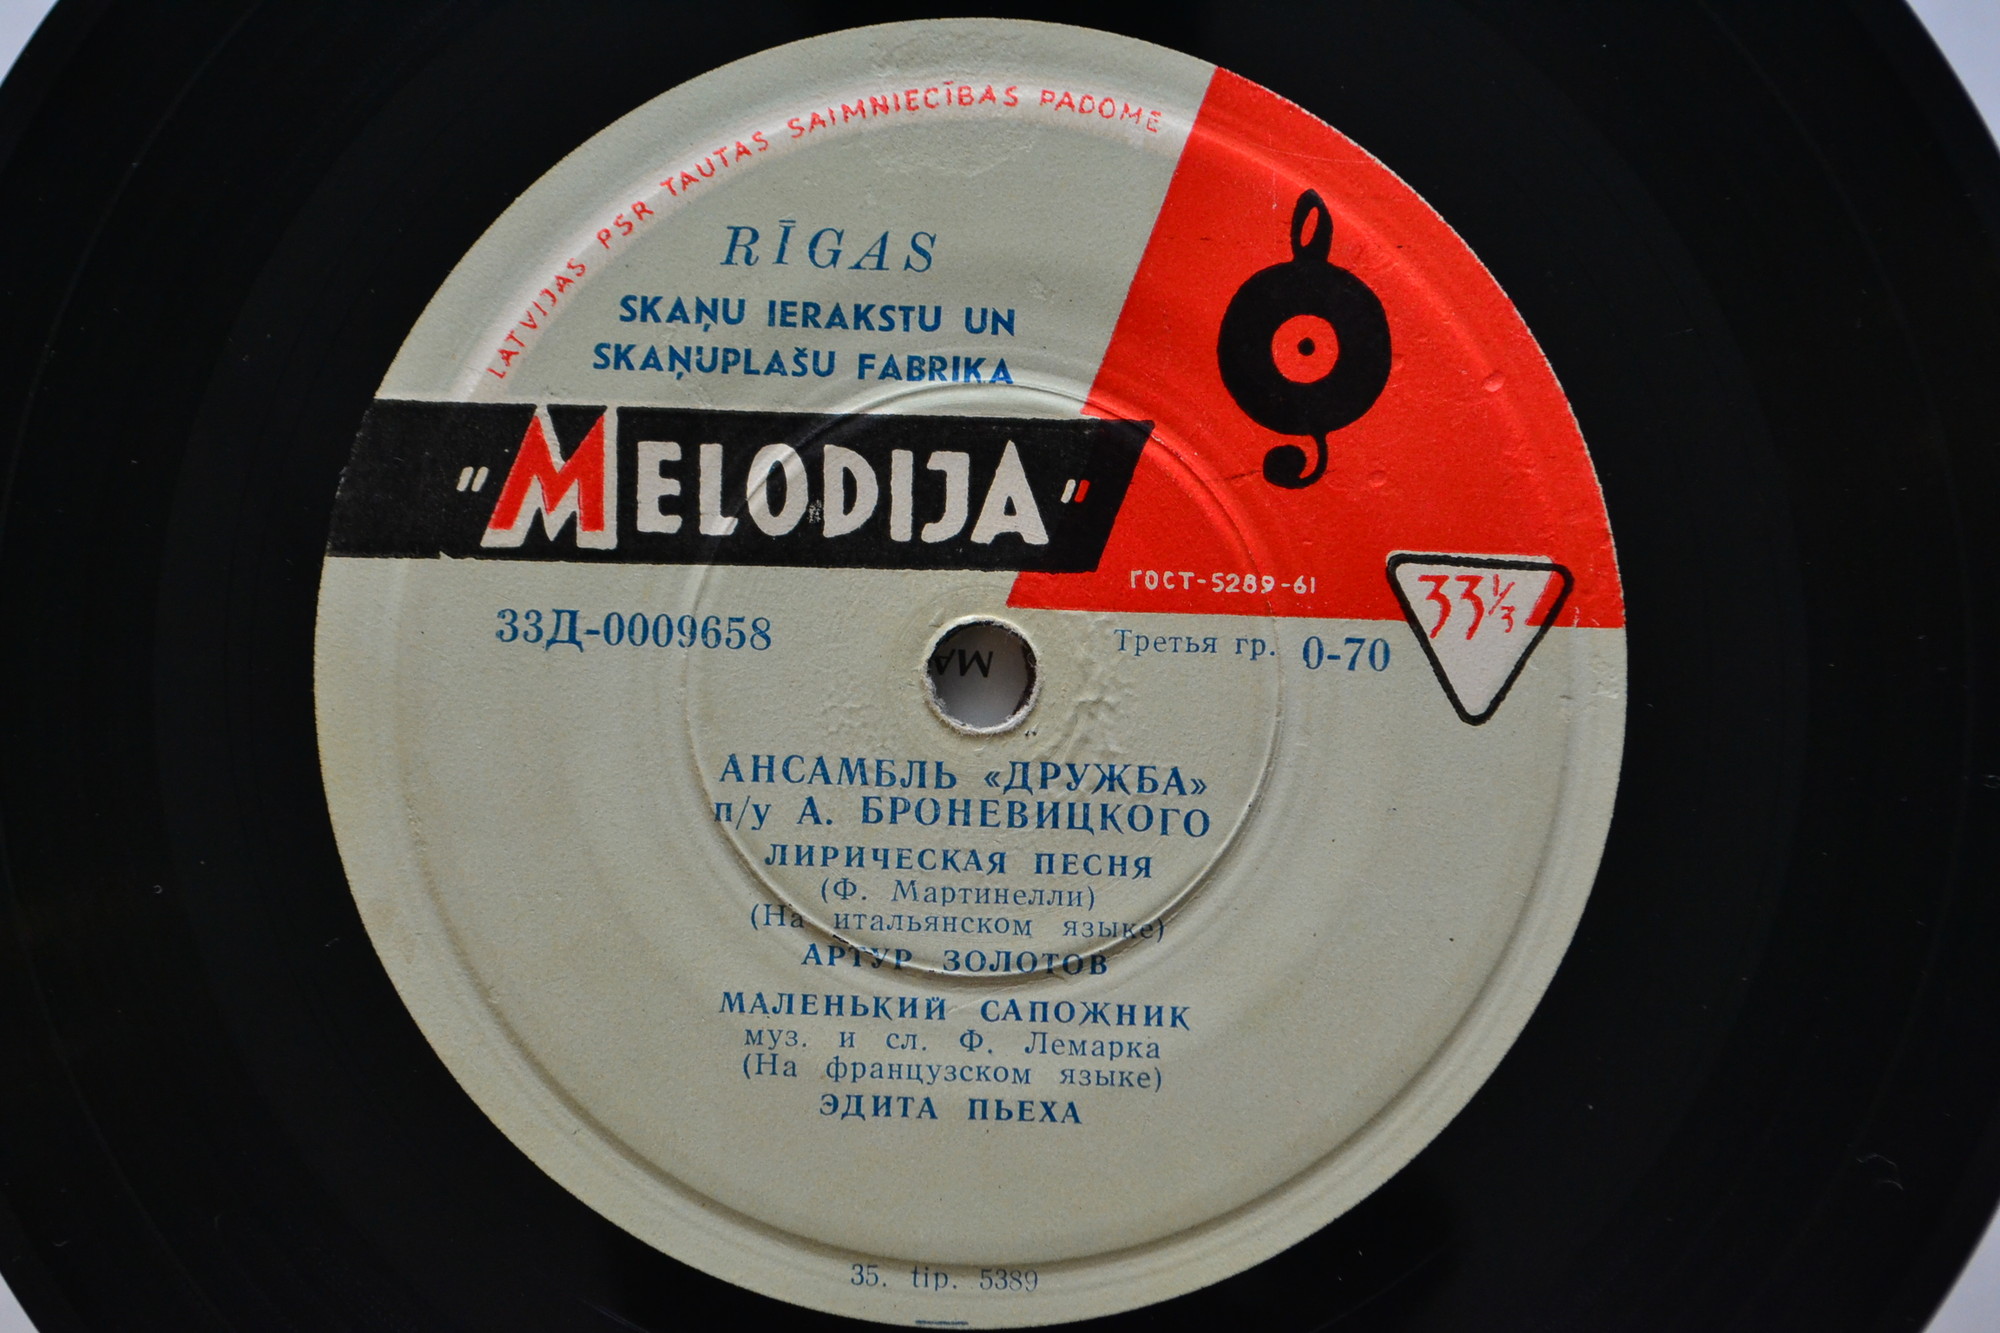 LATVIJAS PSR TAUTAS SAIMNIECĪBAS PADOME
RĪGAS
SKAŅU IERAKSTU UN
SKAŅUPLAŠU FABRIKA
"MELODIJA"
ГОСТ-5289-61
33⅓
33Д-0009658
Третья гр. 0-70
MA
АНСАМБЛЬ «ДРУЖБА»
п/у А. БРОНЕВИЦКОГО
ЛИРИЧЕСКАЯ ПЕСНЯ
(Ф. Мартинелли)
(На итальянском языке)
АРТУР ЗОЛОТОВ
МАЛЕНЬКИЙ САПОЖНИК
муз. и сл. Ф. Лемарка
(На французском языке)
ЭДИТА ПЬЕХА
35. tip. 5389